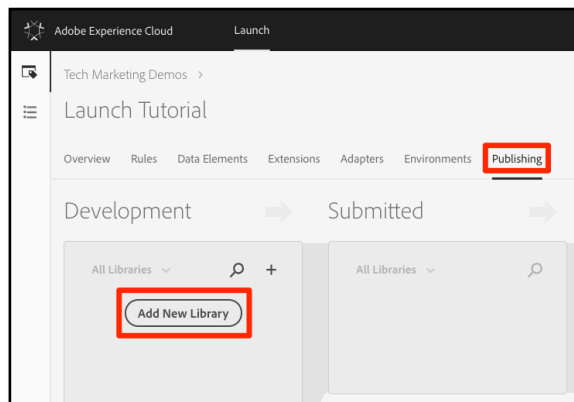 Adobe Experience Cloud Launch
Tech Marketing Demos >
Launch Tutorial
Overview Rules Data Elements Extensions Adapters Environments Publishing
Development Submitted
All Libraries + All Libraries
Add New Library